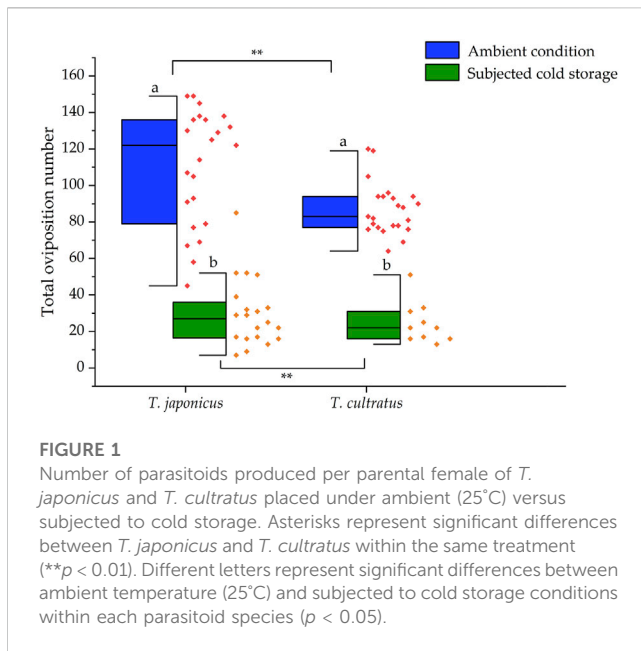 **
Ambient condition
Subjected cold storage
160
140
120
100
80
60
40
20
0
Total oviposition number
a
b
a
b
**
T. japonicus
T. cultratus
FIGURE 1
Number of parasitoids produced per parental female of T.
japonicus and T. cultratus placed under ambient (25°C) versus
subjected to cold storage. Asterisks represent significant differences
between T. japonicus and T. cultratus within the same treatment
(**p < 0.01). Different letters represent significant differences between
ambient temperature (25°C) and subjected to cold storage conditions
within each parasitoid species (p < 0.05).